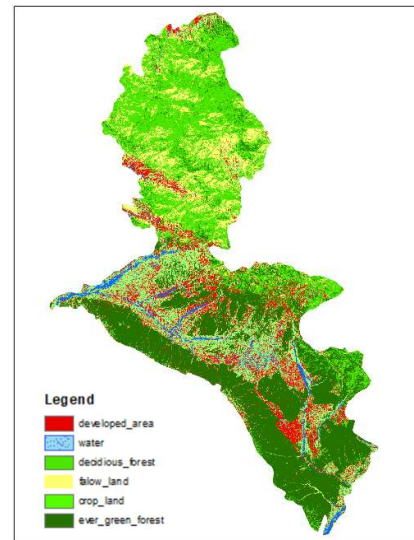 Legend
developed_area
water
decidious_forest
falow_land
crop_land
ever_green_forest